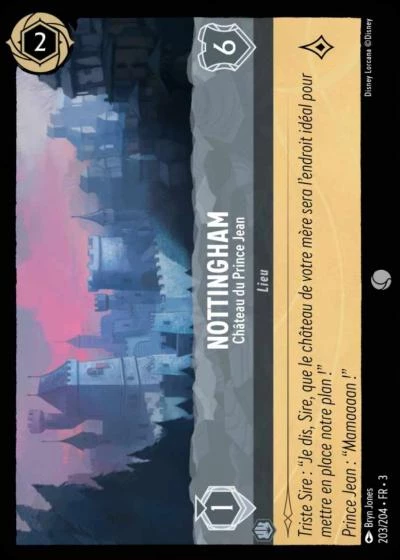 2
6
NOTTINGHAM
Château du Prince Jean
Lieu
1
Triste Sire : “Je dis, Sire, que le château de votre mère sera l'endroit idéal pour
mettre en place notre plan !”
Prince Jean : “Mamaaaaan !”
Bryn Jones
203/204 • FR • 3
Disney Lorcana ©Disney